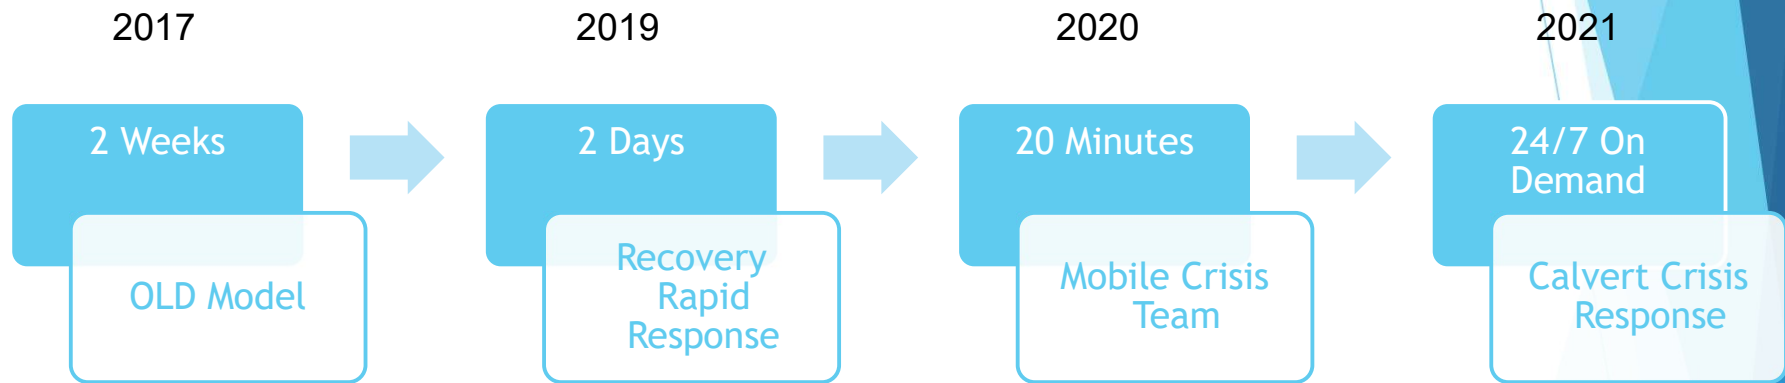 2017
2019
2020
2021
2 Weeks
OLD Model
2 Days
Recovery
Rapid
Response
20 Minutes
Mobile Crisis
Team
24/7 On
Demand
Calvert Crisis
Response